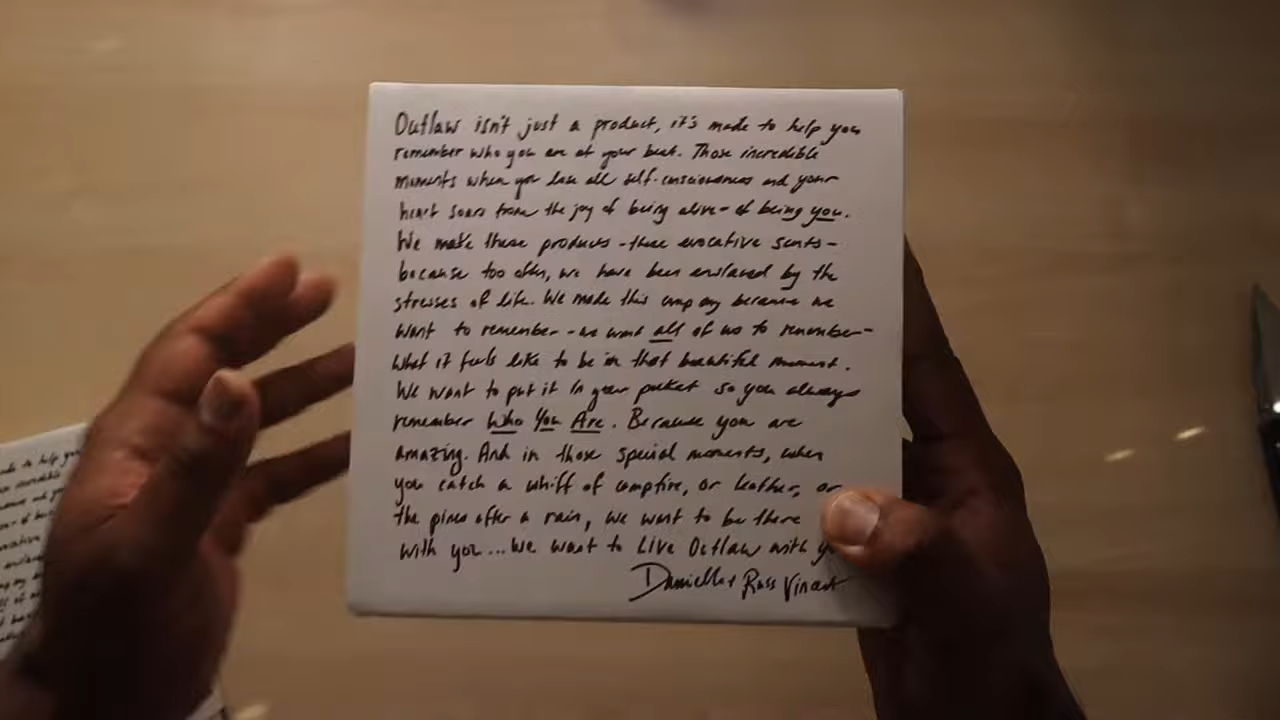 Outlaw isn't just a product, it's made to help you
remember who you are at your best. Those incredible
moments when you lose all self-consciousness and your
heart soars from the joy of being alive - of being you.
We make these products - these evocative scents -
because too often, we have been enslaved by the
stresses of life. We made this company because we
want to remember - we want all of us to remember -
what it feels like to be in that beautiful moment.
We want to put it in your pocket so you always
remember Who You Are. Because you are
amazing. And in those special moments, when
you catch a whiff of campfire, or leather, or
the pines after a rain, we want to be there
with you... We want to Live Outlaw with
Danielle + Russ Vincent